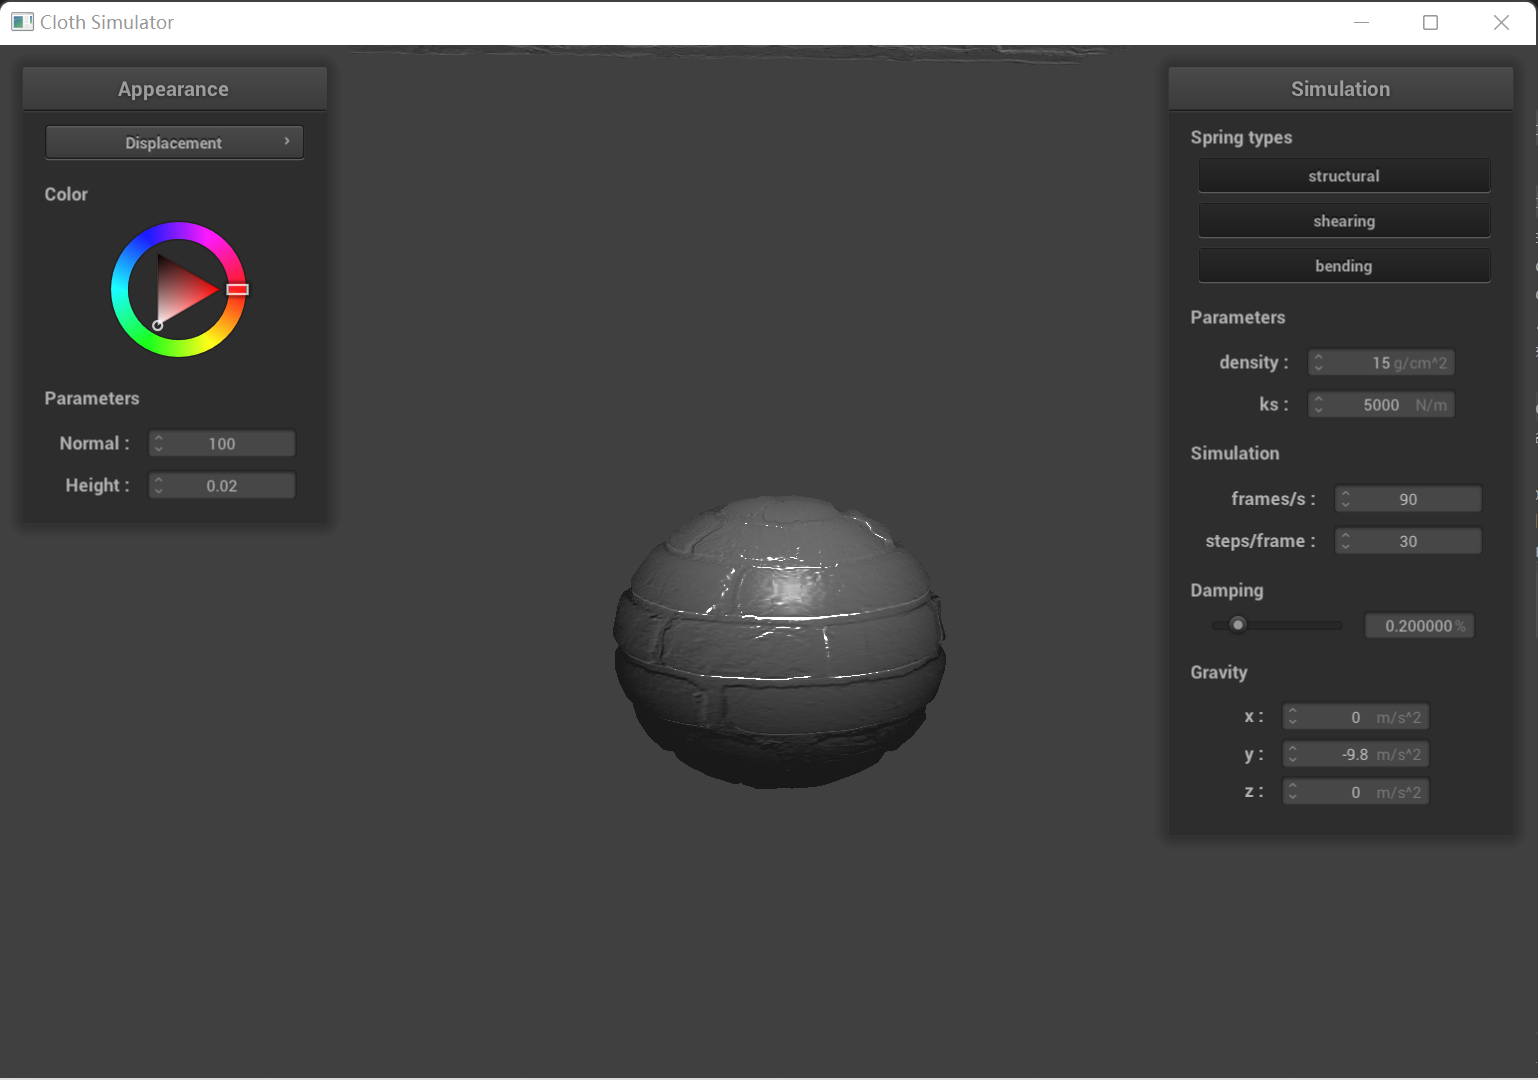 Cloth Simulator
Appearance
Displacement
Color
Parameters
Normal : 100
Height : 0.02
Simulation
Spring types
structural
shearing
bending
Parameters
density : 15 g/cm^2
ks : 5000 N/m
Simulation
frames/s : 90
steps/frame : 30
Damping
0.200000 %
Gravity
x : 0 m/s^2
y : -9.8 m/s^2
z : 0 m/s^2